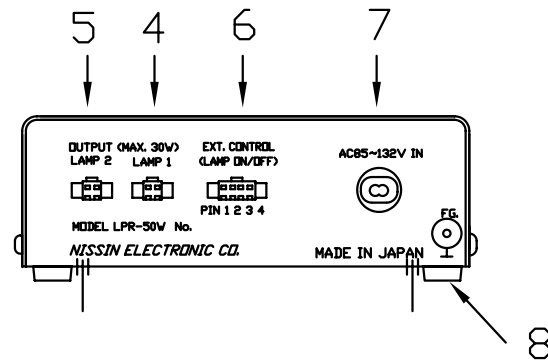 5 4 6 7
OUTPUT (MAX. 30W) EXT. CONTROL
LAMP 2 LAMP 1 (LAMP ON/OFF) AC85~132V IN
PIN 1 2 3 4
MODEL LPR-50W No. FG.
NISSIN ELECTRONIC CO. MADE IN JAPAN
8